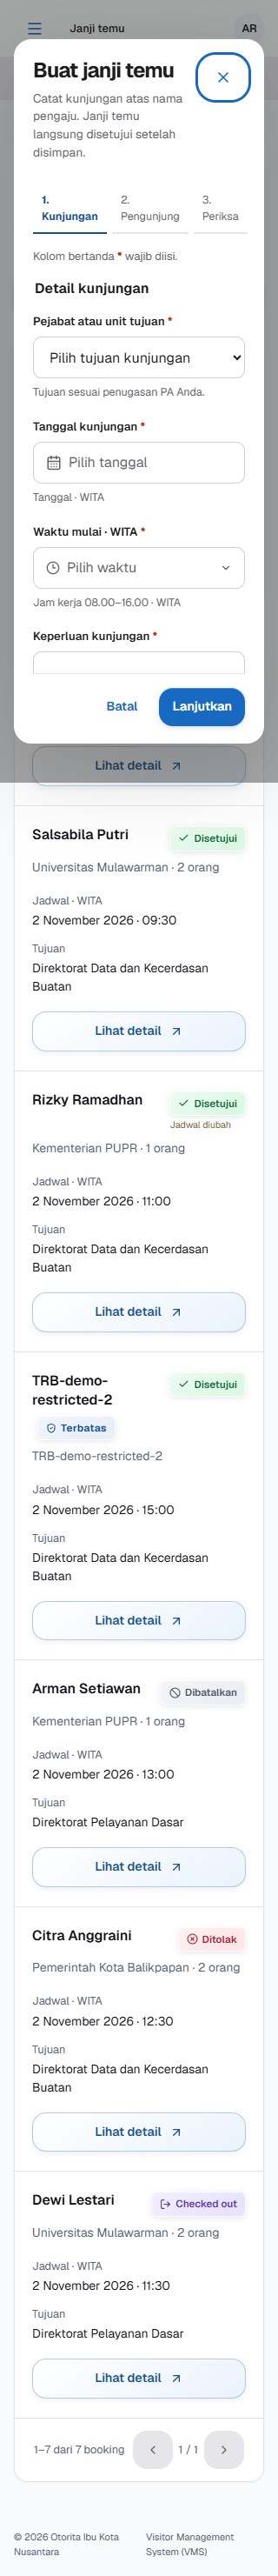 Janji temu
AR
Buat janji temu
Catat kunjungan atas nama
pengaju. Janji temu
langsung disetujui setelah
disimpan.
1.
Kunjungan
2.
Pengunjung
3.
Periksa
Kolom bertanda * wajib diisi.
Detail kunjungan
Pejabat atau unit tujuan *
Pilih tujuan kunjungan
Tujuan sesuai penugasan PA Anda.
Tanggal kunjungan *
Pilih tanggal
Tanggal · WITA
Waktu mulai · WITA *
Pilih waktu
Jam kerja 08.00–16.00 · WITA
Keperluan kunjungan *
Batal
Lanjutkan
Lihat detail
Salsabila Putri
Disetujui
Universitas Mulawarman · 2 orang
Jadwal · WITA
2 November 2026 · 09:30
Tujuan
Direktorat Data dan Kecerdasan
Buatan
Lihat detail
Rizky Ramadhan
Disetujui
Jadwal diubah
Kementerian PUPR · 1 orang
Jadwal · WITA
2 November 2026 · 11:00
Tujuan
Direktorat Data dan Kecerdasan
Buatan
Lihat detail
TRB-demo-
restricted-2
Disetujui
Terbatas
TRB-demo-restricted-2
Jadwal · WITA
2 November 2026 · 15:00
Tujuan
Direktorat Data dan Kecerdasan
Buatan
Lihat detail
Arman Setiawan
Dibatalkan
Kementerian PUPR · 1 orang
Jadwal · WITA
2 November 2026 · 13:00
Tujuan
Direktorat Pelayanan Dasar
Lihat detail
Citra Anggraini
Ditolak
Pemerintah Kota Balikpapan · 2 orang
Jadwal · WITA
2 November 2026 · 12:30
Tujuan
Direktorat Data dan Kecerdasan
Buatan
Lihat detail
Dewi Lestari
Checked out
Universitas Mulawarman · 2 orang
Jadwal · WITA
2 November 2026 · 11:30
Tujuan
Direktorat Pelayanan Dasar
Lihat detail
1–7 dari 7 booking
1 / 1
© 2026 Otorita Ibu Kota
Nusantara
Visitor Management
System (VMS)